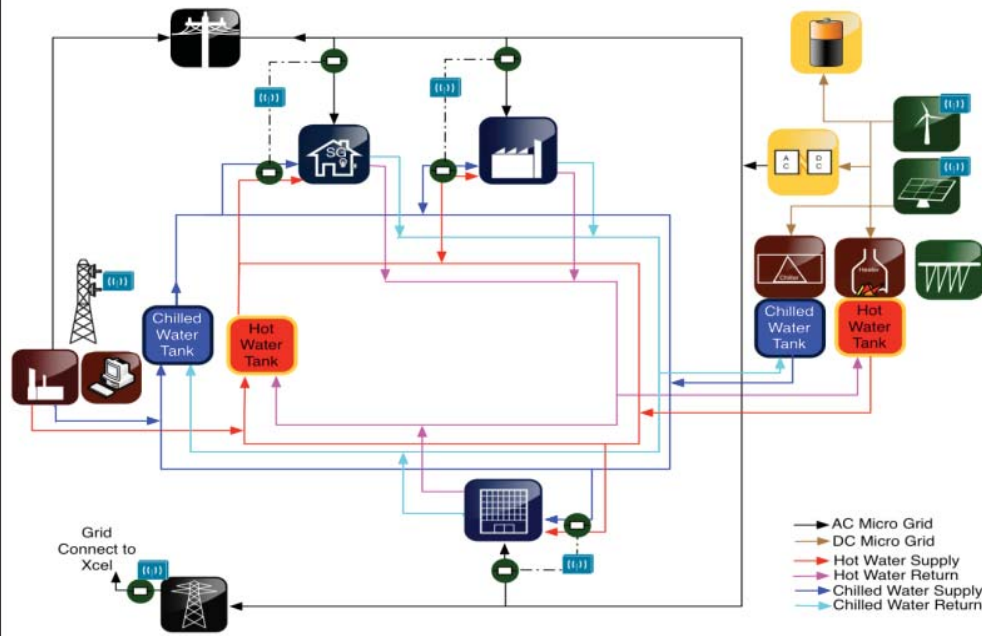 SG
A
C
D
C
Chiller
Heater
Chilled
Water
Tank
Hot
Water
Tank
Chilled
Water
Tank
Hot
Water
Tank
Grid
Connect to
Xcel
AC Micro Grid
DC Micro Grid
Hot Water Supply
Hot Water Return
Chilled Water Supply
Chilled Water Return